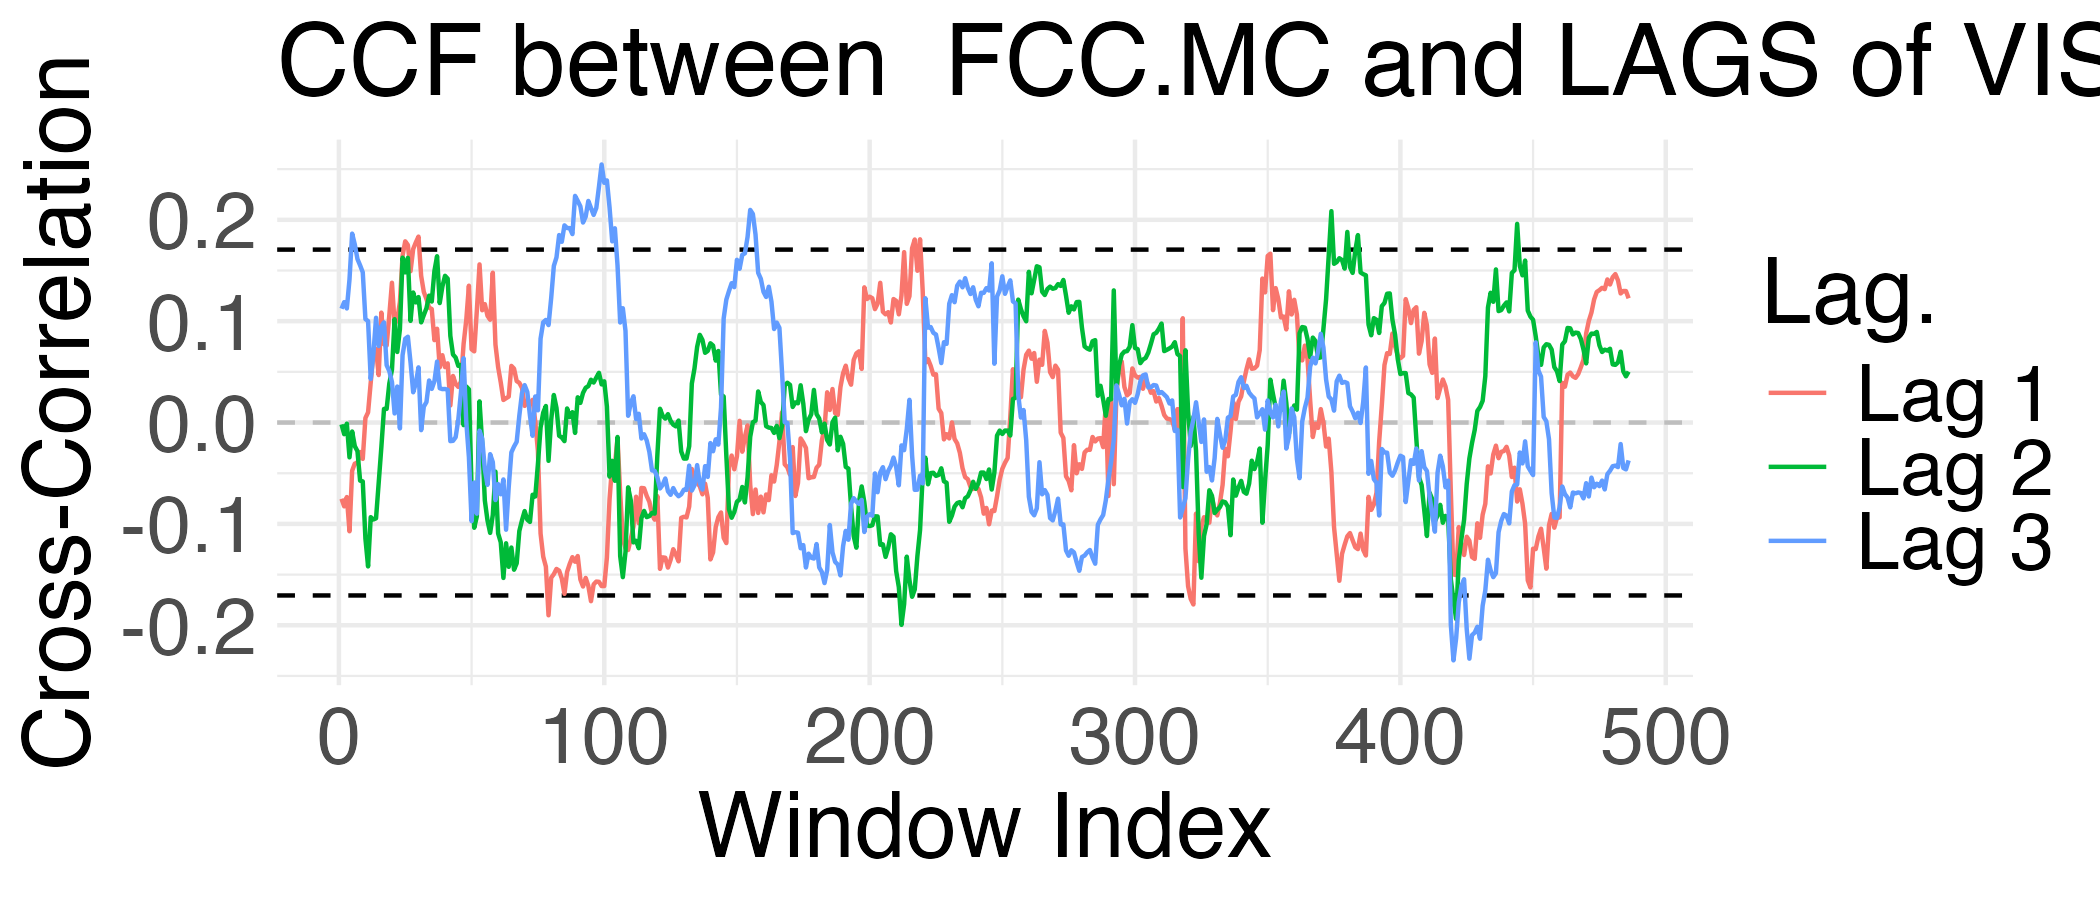 CCF between FCC.MC and LAGS of VIS
Cross-Correlation
0.2
0.1
0.0
-0.1
-0.2
0 100 200 300 400 500
Window Index
Lag.
Lag 1
Lag 2
Lag 3